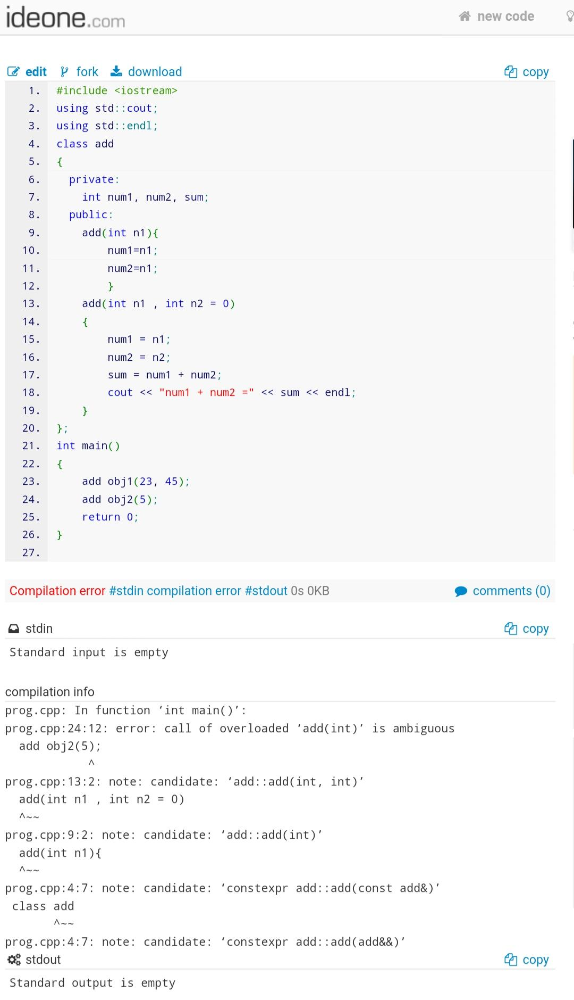 ideone.com new code
edit fork download copy
1. #include <iostream>
2. using std::cout;
3. using std::endl;
4. class add
5. {
6.   private:
7.     int num1, num2, sum;
8.   public:
9.     add(int n1){
10.         num1=n1;
11.         num2=n1;
12.         }
13.     add(int n1 , int n2 = 0)
14.     {
15.         num1 = n1;
16.         num2 = n2;
17.         sum = num1 + num2;
18.         cout << "num1 + num2 =" << sum << endl;
19.     }
20. };
21. int main()
22. {
23.     add obj1(23, 45);
24.     add obj2(5);
25.     return 0;
26. }
27.
Compilation error #stdin compilation error #stdout 0s 0KB comments (0)
stdin copy
Standard input is empty
compilation info
prog.cpp: In function ‘int main()’:
prog.cpp:24:12: error: call of overloaded ‘add(int)’ is ambiguous
  add obj2(5);
            ^
prog.cpp:13:2: note: candidate: ‘add::add(int, int)’
  add(int n1 , int n2 = 0)
  ^~~
prog.cpp:9:2: note: candidate: ‘add::add(int)’
  add(int n1){
  ^~~
prog.cpp:4:7: note: candidate: ‘constexpr add::add(const add&)’
 class add
       ^~~
prog.cpp:4:7: note: candidate: ‘constexpr add::add(add&&)’
stdout copy
Standard output is empty